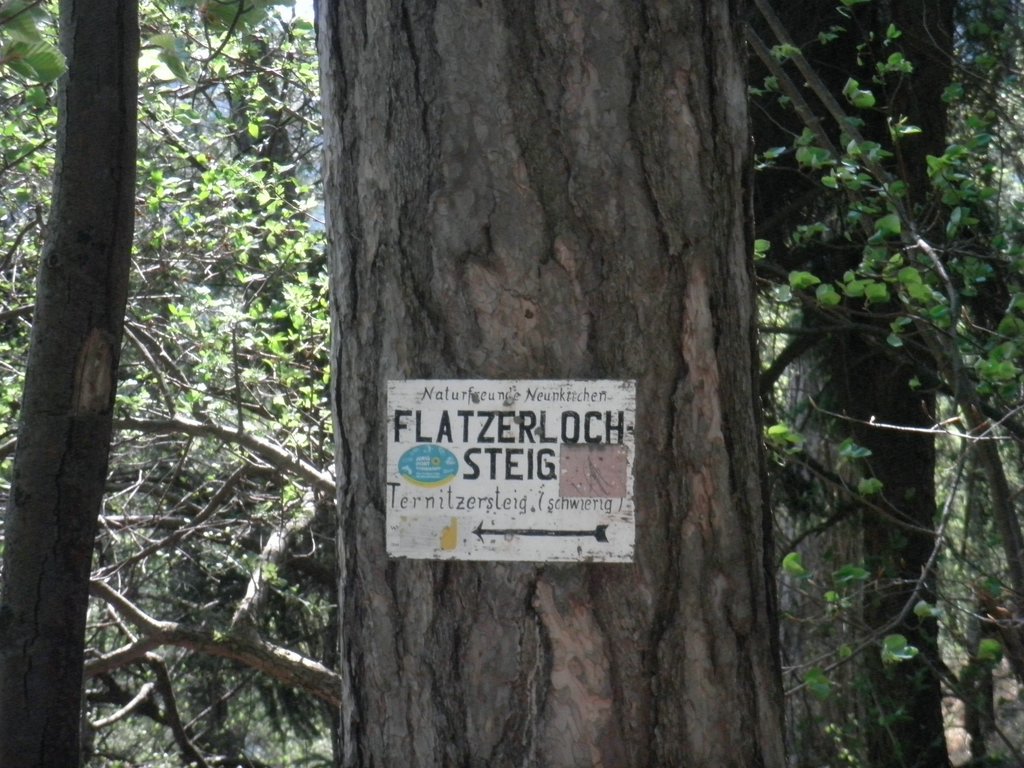 Naturfreunde Neunkirchen
FLATZERLOCH-
STEIG
Ternitzersteig (schwierig)